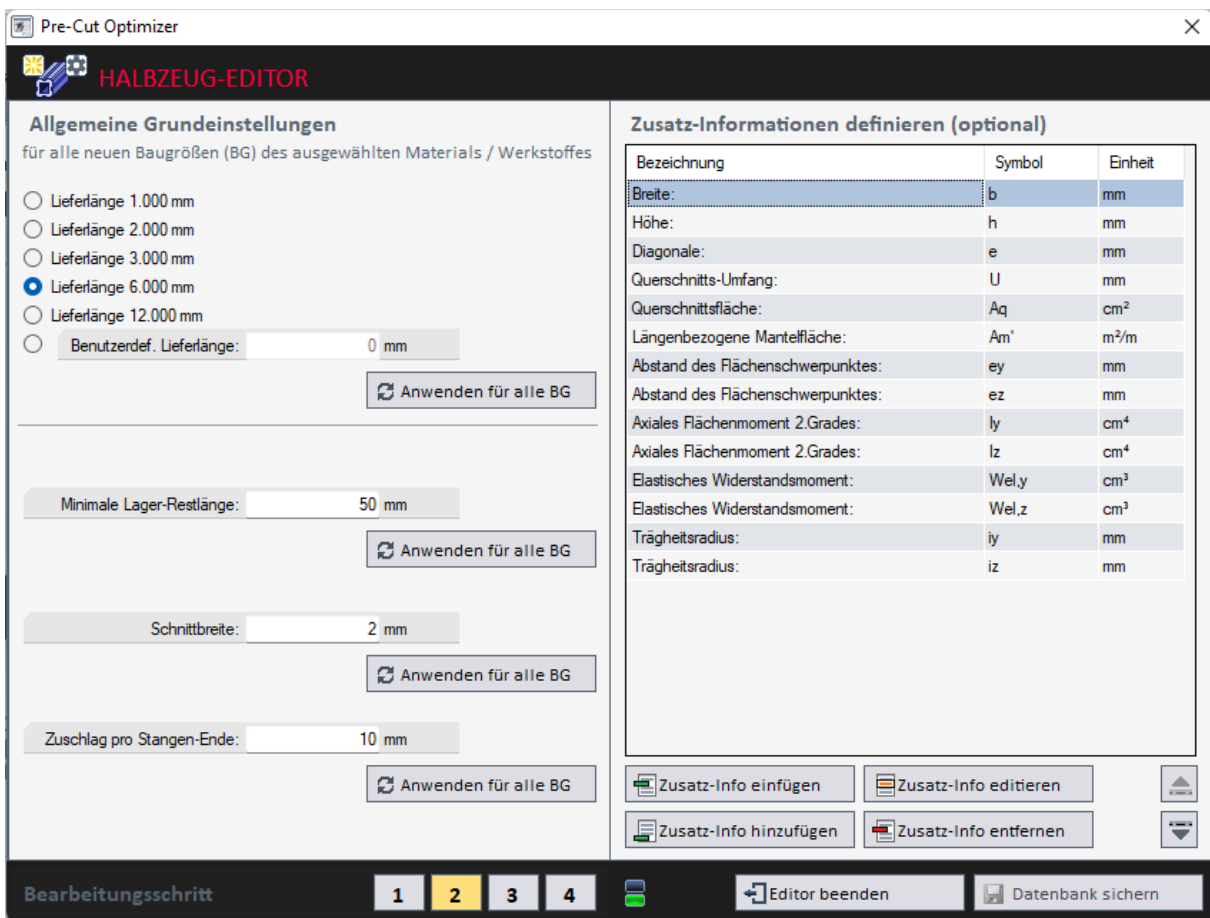 Pre-Cut Optimizer
HALBZEUG-EDITOR
Allgemeine Grundeinstellungen
für alle neuen Baugrößen (BG) des ausgewählten Materials / Werkstoffes
Lieferlänge 1.000 mm
Lieferlänge 2.000 mm
Lieferlänge 3.000 mm
Lieferlänge 6.000 mm
Lieferlänge 12.000 mm
Benutzerdef. Lieferlänge: 0 mm
Anwenden für alle BG
Minimale Lager-Restlänge: 50 mm
Anwenden für alle BG
Schnittbreite: 2 mm
Anwenden für alle BG
Zuschlag pro Stangen-Ende: 10 mm
Anwenden für alle BG
Zusatz-Informationen definieren (optional)
Bezeichnung Symbol Einheit
Breite: b mm
Höhe: h mm
Diagonale: e mm
Querschnitts-Umfang: U mm
Querschnittsfläche: Aq cm²
Längenbezogene Mantelfläche: Am' m²/m
Abstand des Flächenschwerpunktes: ey mm
Abstand des Flächenschwerpunktes: ez mm
Axiales Flächenmoment 2.Grades: Iy cm⁴
Axiales Flächenmoment 2.Grades: Iz cm⁴
Elastisches Widerstandsmoment: Wel,y cm³
Elastisches Widerstandsmoment: Wel,z cm³
Trägheitsradius: iy mm
Trägheitsradius: iz mm
Zusatz-Info einfügen Zusatz-Info editieren
Zusatz-Info hinzufügen Zusatz-Info entfernen
Bearbeitungsschritt 1 2 3 4 Editor beenden Datenbank sichern